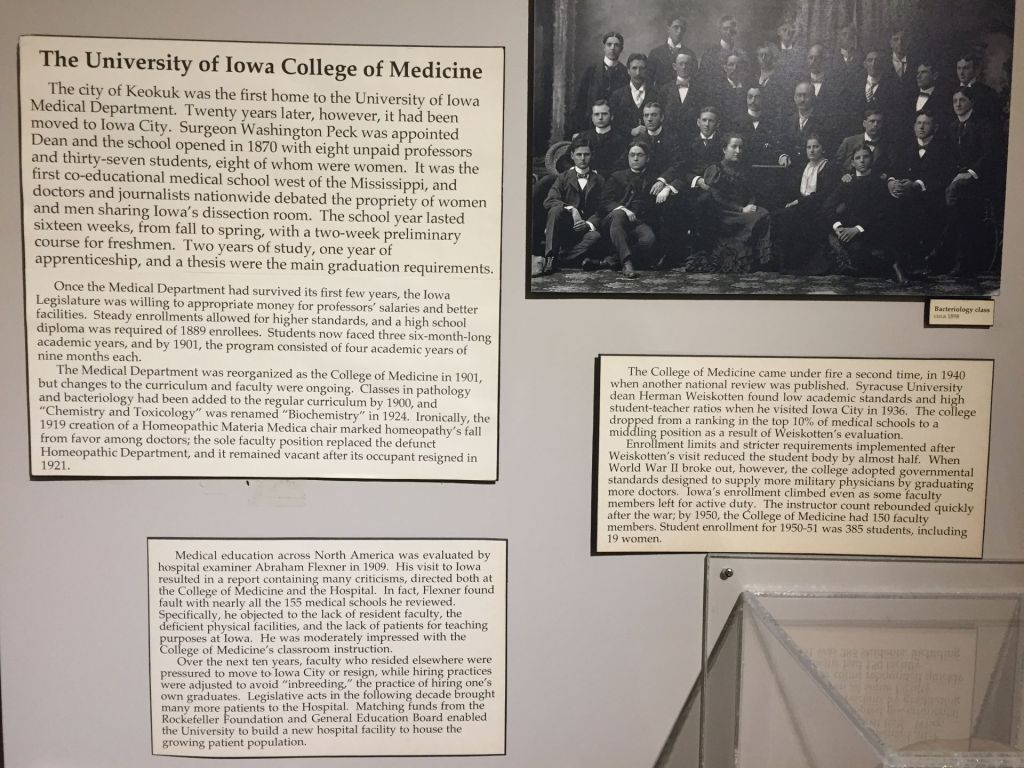 The University of Iowa College of Medicine
The city of Keokuk was the first home to the University of Iowa
Medical Department. Twenty years later, however, it had been
moved to Iowa City. Surgeon Washington Peck was appointed
Dean and the school opened in 1870 with eight unpaid professors
and thirty-seven students, eight of whom were women. It was the
first co-educational medical school west of the Mississippi, and
doctors and journalists nationwide debated the propriety of women
and men sharing Iowa's dissection room. The school year lasted
sixteen weeks, from fall to spring, with a two-week preliminary
course for freshmen. Two years of study, one year of
apprenticeship, and a thesis were the main graduation requirements.
Once the Medical Department had survived its first few years, the Iowa
Legislature was willing to appropriate money for professors' salaries and better
facilities. Steady enrollments allowed for higher standards, and a high school
diploma was required of 1889 enrollees. Students now faced three six-month-long
academic years, and by 1901, the program consisted of four academic years of
nine months each.
The Medical Department was reorganized as the College of Medicine in 1901,
but changes to the curriculum and faculty were ongoing. Classes in pathology
and bacteriology had been added to the regular curriculum by 1900, and
"Chemistry and Toxicology" was renamed "Biochemistry" in 1924. Ironically, the
1919 creation of a Homeopathic Materia Medica chair marked homeopathy's fall
from favor among doctors; the sole faculty position replaced the defunct
Homeopathic Department, and it remained vacant after its occupant resigned in
1921.
Bacteriology class
circa 1898
The College of Medicine came under fire a second time, in 1940
when another national review was published. Syracuse University
dean Herman Weiskotten found low academic standards and high
student-teacher ratios when he visited Iowa City in 1936. The college
dropped from a ranking in the top 10% of medical schools to a
middling position as a result of Weiskotten's evaluation.
Enrollment limits and stricter requirements implemented after
Weiskotten's visit reduced the student body by almost half. When
World War II broke out, however, the college adopted governmental
standards designed to supply more military physicians by graduating
more doctors. Iowa's enrollment climbed even as some faculty
members left for active duty. The instructor count rebounded quickly
after the war; by 1950, the College of Medicine had 150 faculty
members. Student enrollment for 1950-51 was 385 students, including
19 women.
Medical education across North America was evaluated by
hospital examiner Abraham Flexner in 1909. His visit to Iowa
resulted in a report containing many criticisms, directed both at
the College of Medicine and the Hospital. In fact, Flexner found
fault with nearly all the 155 medical schools he reviewed.
Specifically, he objected to the lack of resident faculty, the
deficient physical facilities, and the lack of patients for teaching
purposes at Iowa. He was moderately impressed with the
College of Medicine's classroom instruction.
Over the next ten years, faculty who resided elsewhere were
pressured to move to Iowa City or resign, while hiring practices
were adjusted to avoid "inbreeding," the practice of hiring one's
own graduates. Legislative acts in the following decade brought
many more patients to the Hospital. Matching funds from the
Rockefeller Foundation and General Education Board enabled
the University to build a new hospital facility to house the
growing patient population.